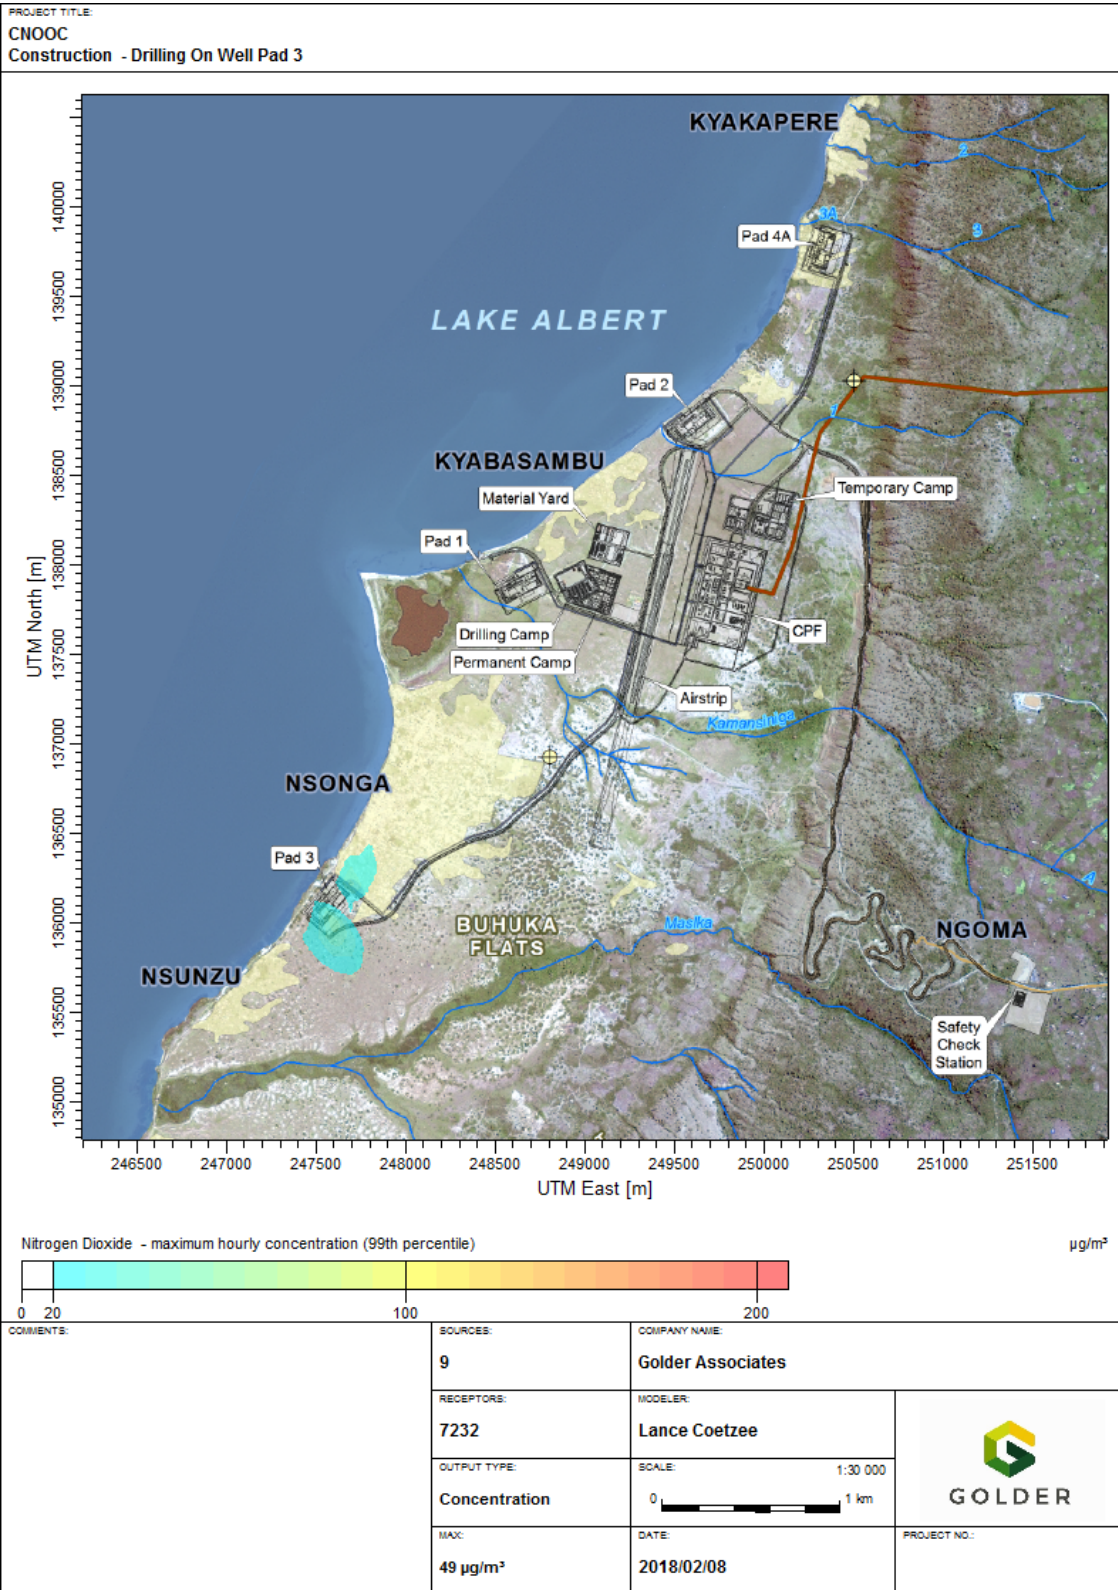 PROJECT TITLE:
CNOOC
Construction - Drilling On Well Pad 3
KYAKAPERE
2
3A
3
Pad 4A
LAKE ALBERT
Pad 2
1
KYABASAMBU
Temporary Camp
Material Yard
Pad 1
Drilling Camp
CPF
Permanent Camp
Airstrip
Kamansiniga
NSONGA
Pad 3
A
BUHUKA
FLATS
Masika
NGOMA
NSUNZU
Safety
Check
Station
UTM North [m]
140000
139500
139000
138500
138000
137500
137000
136500
136000
135500
135000
246500 247000 247500 248000 248500 249000 249500 250000 250500 251000 251500
UTM East [m]
Nitrogen Dioxide - maximum hourly concentration (99th percentile)
µg/m³
0 20 100 200
COMMENTS:
SOURCES:
9
COMPANY NAME:
Golder Associates
RECEPTORS:
7232
MODELER:
Lance Coetzee
OUTPUT TYPE:
Concentration
SCALE:
1:30 000
0 1 km
GOLDER
MAX:
49 µg/m³
DATE:
2018/02/08
PROJECT NO.: